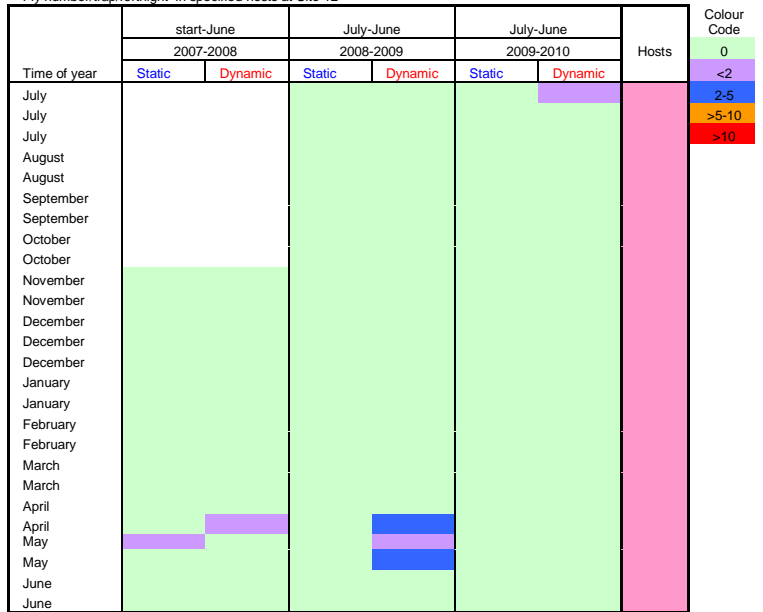 start-June July-June July-June Colour Code
2007-2008 2008-2009 2009-2010 Hosts 0
Time of year Static Dynamic Static Dynamic Static Dynamic <2
July 2-5
July >5-10
July >10
August
August
September
September
October
October
November
November
December
December
December
January
January
February
February
March
March
April
April
May
May
June
June